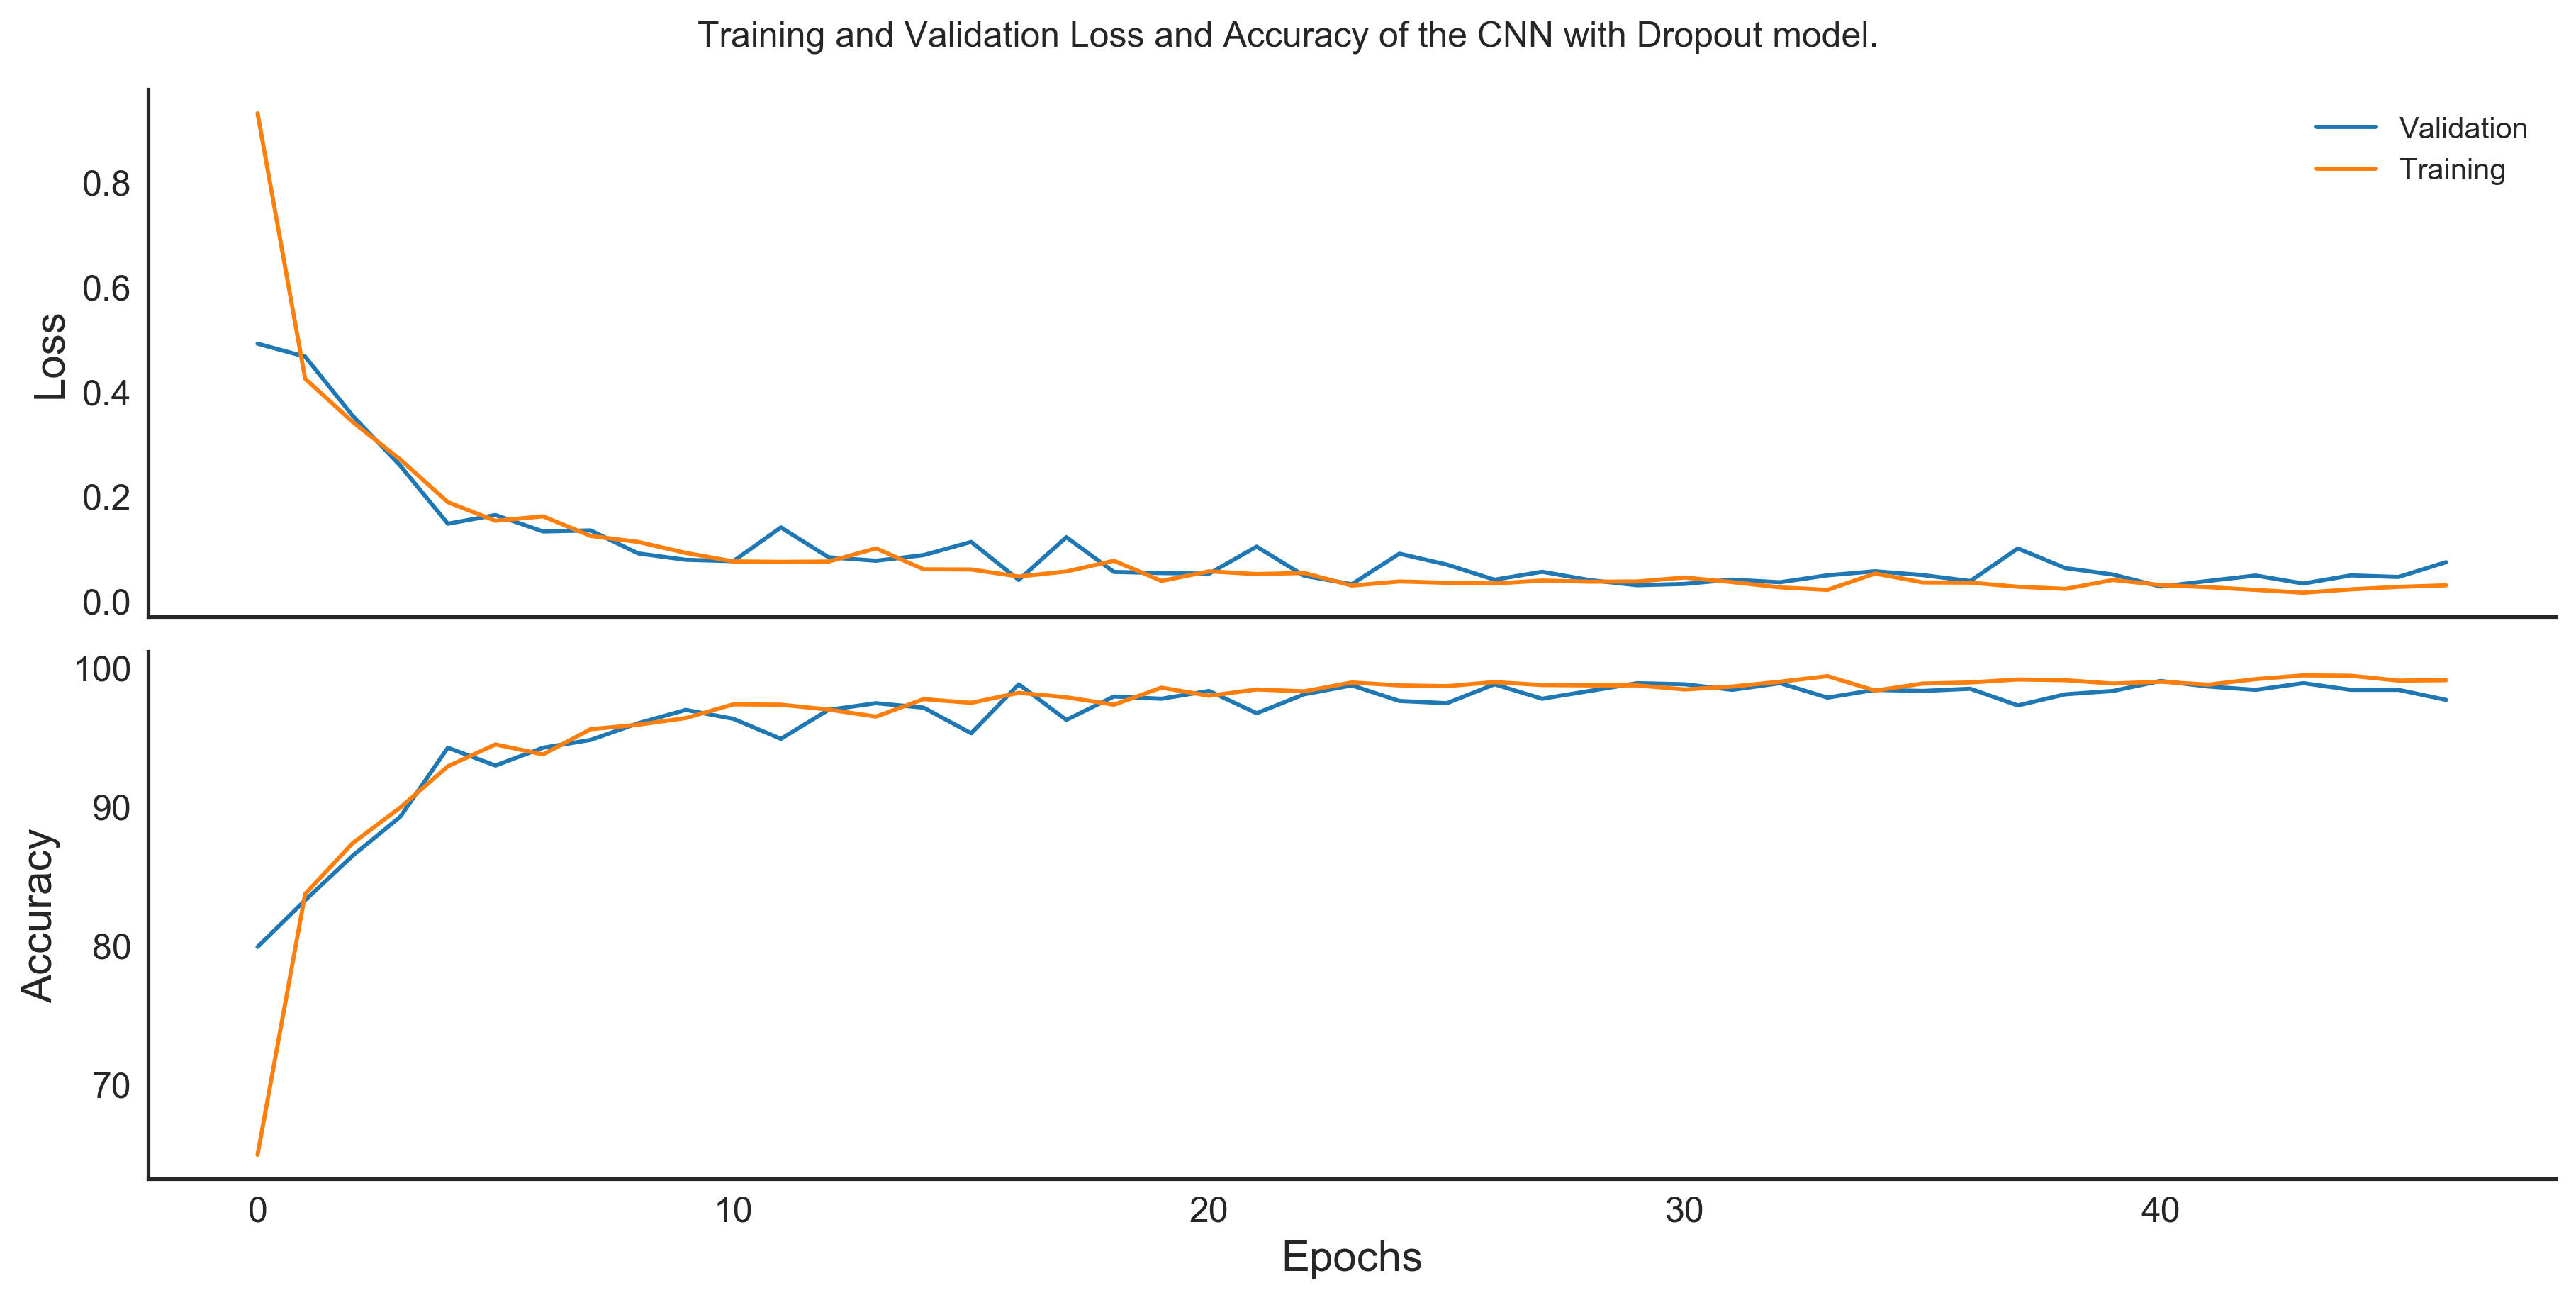 Training and Validation Loss and Accuracy of the CNN with Dropout model.
Validation
Training
Loss
0.8
0.6
0.4
0.2
0.0
Accuracy
100
90
80
70
0 10 20 30 40
Epochs